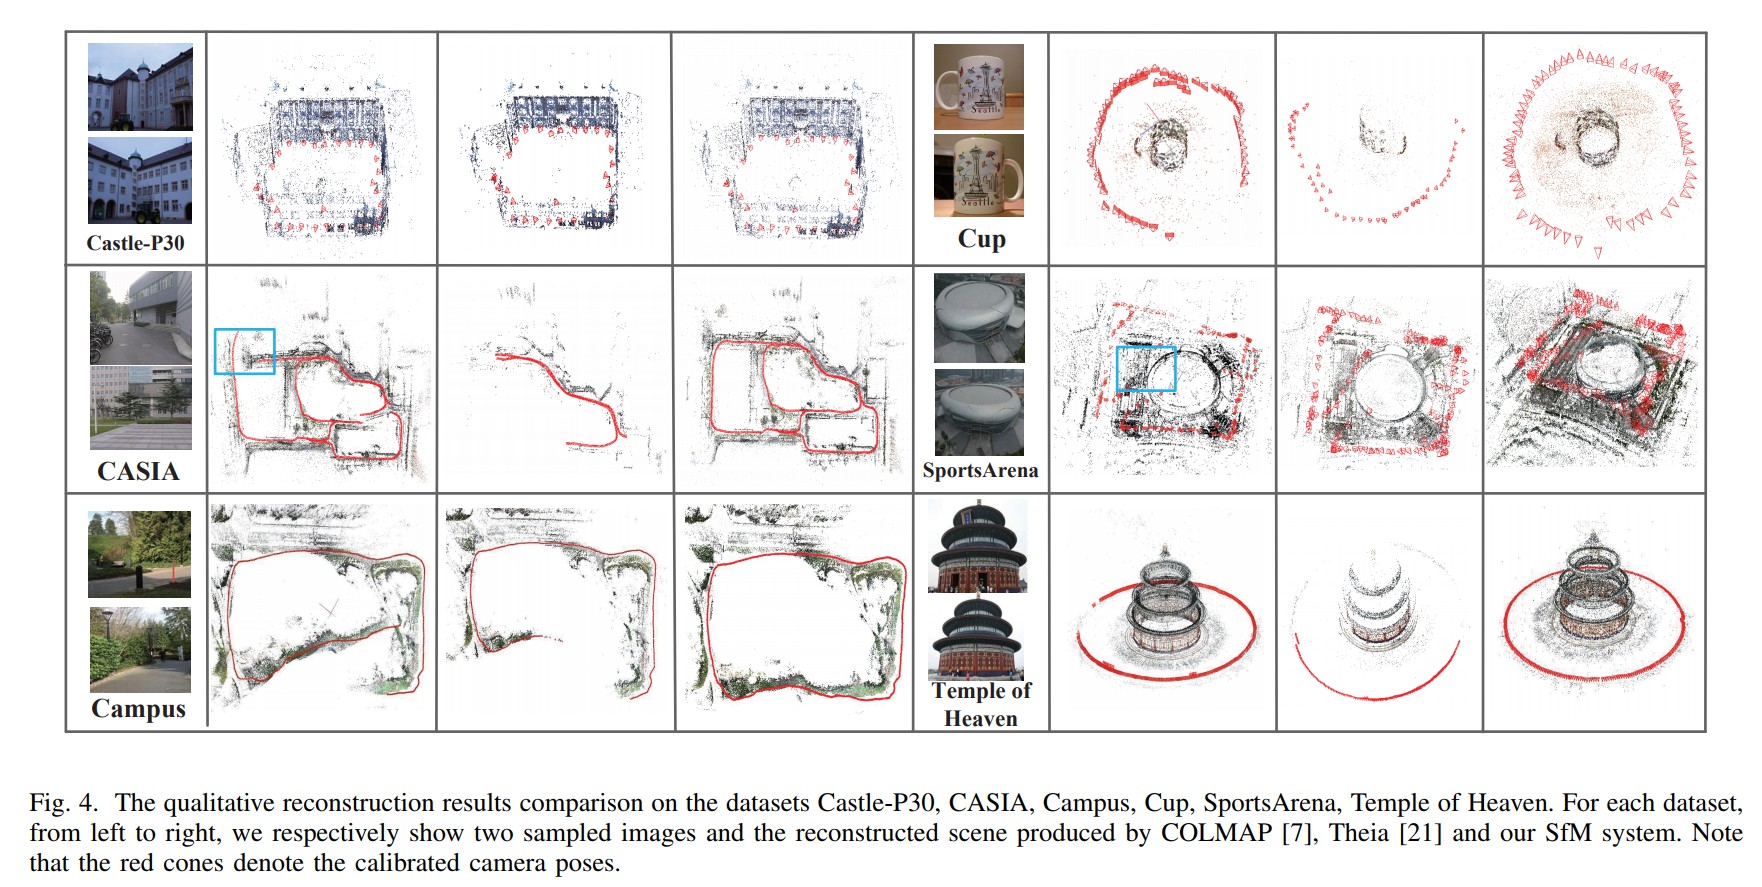 Castle-P30
Cup
CASIA
SportsArena
Campus
Temple of
Heaven
Seattle
Seattle
Fig. 4. The qualitative reconstruction results comparison on the datasets Castle-P30, CASIA, Campus, Cup, SportsArena, Temple of Heaven. For each dataset,
from left to right, we respectively show two sampled images and the reconstructed scene produced by COLMAP [7], Theia [21] and our SfM system. Note
that the red cones denote the calibrated camera poses.